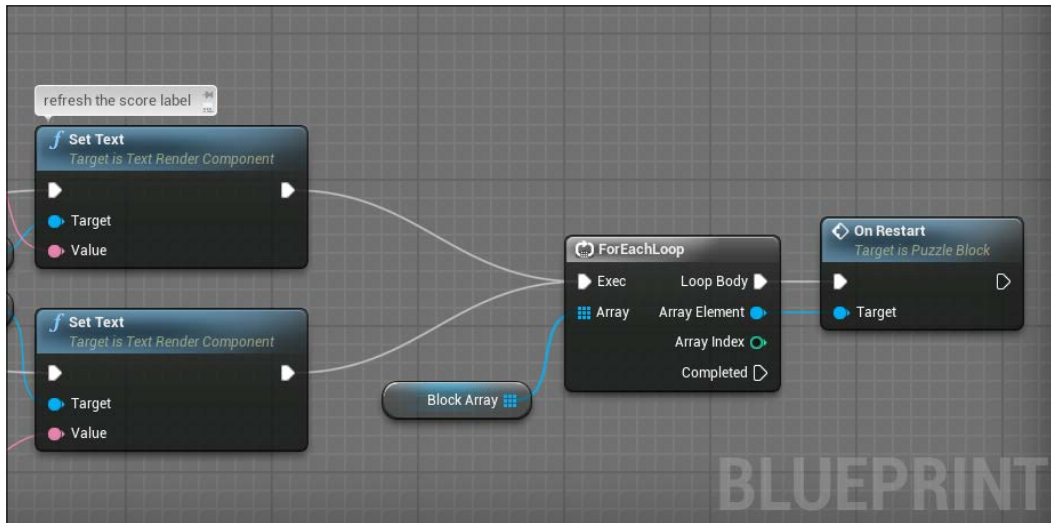 refresh the score label
Set Text
Target is Text Render Component
Target
Value
Set Text
Target is Text Render Component
Target
Value
Block Array
ForEachLoop
Exec Loop Body
Array Array Element
Array Index
Completed
On Restart
Target is Puzzle Block
Target
BLUEPRINT